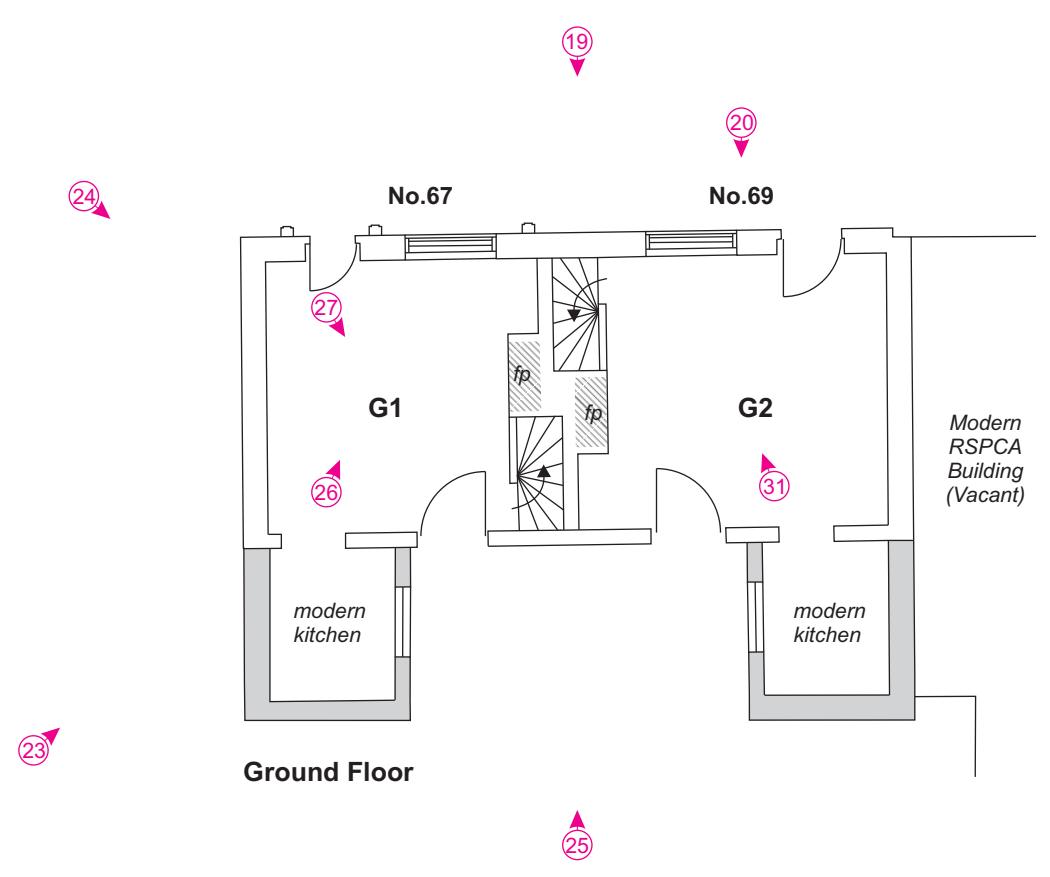 19
20
24
No.67
No.69
27
fp
fp
G1
G2
Modern
RSPCA
Building
(Vacant)
26
31
modern
kitchen
modern
kitchen
23
Ground Floor
25